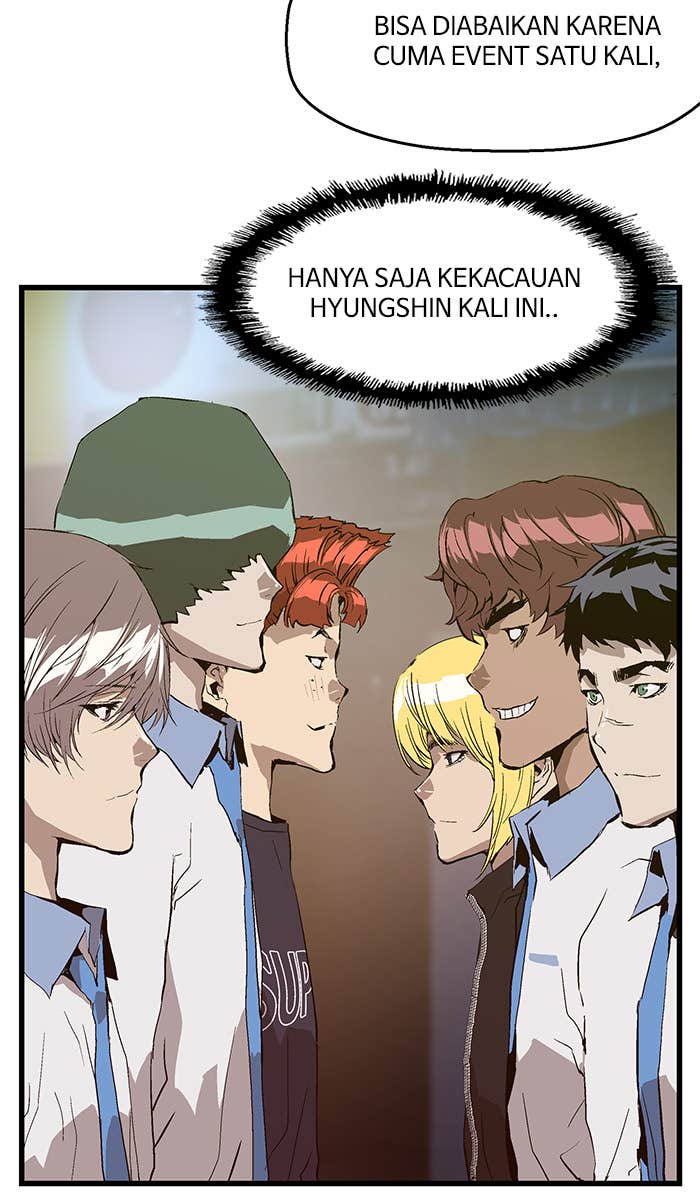 BISA DIABAIKAN KARENA
CUMA EVENT SATU KALI,
HANYA SAJA KEKACAUAN
HYUNGSHIN KALI INI..
SUP